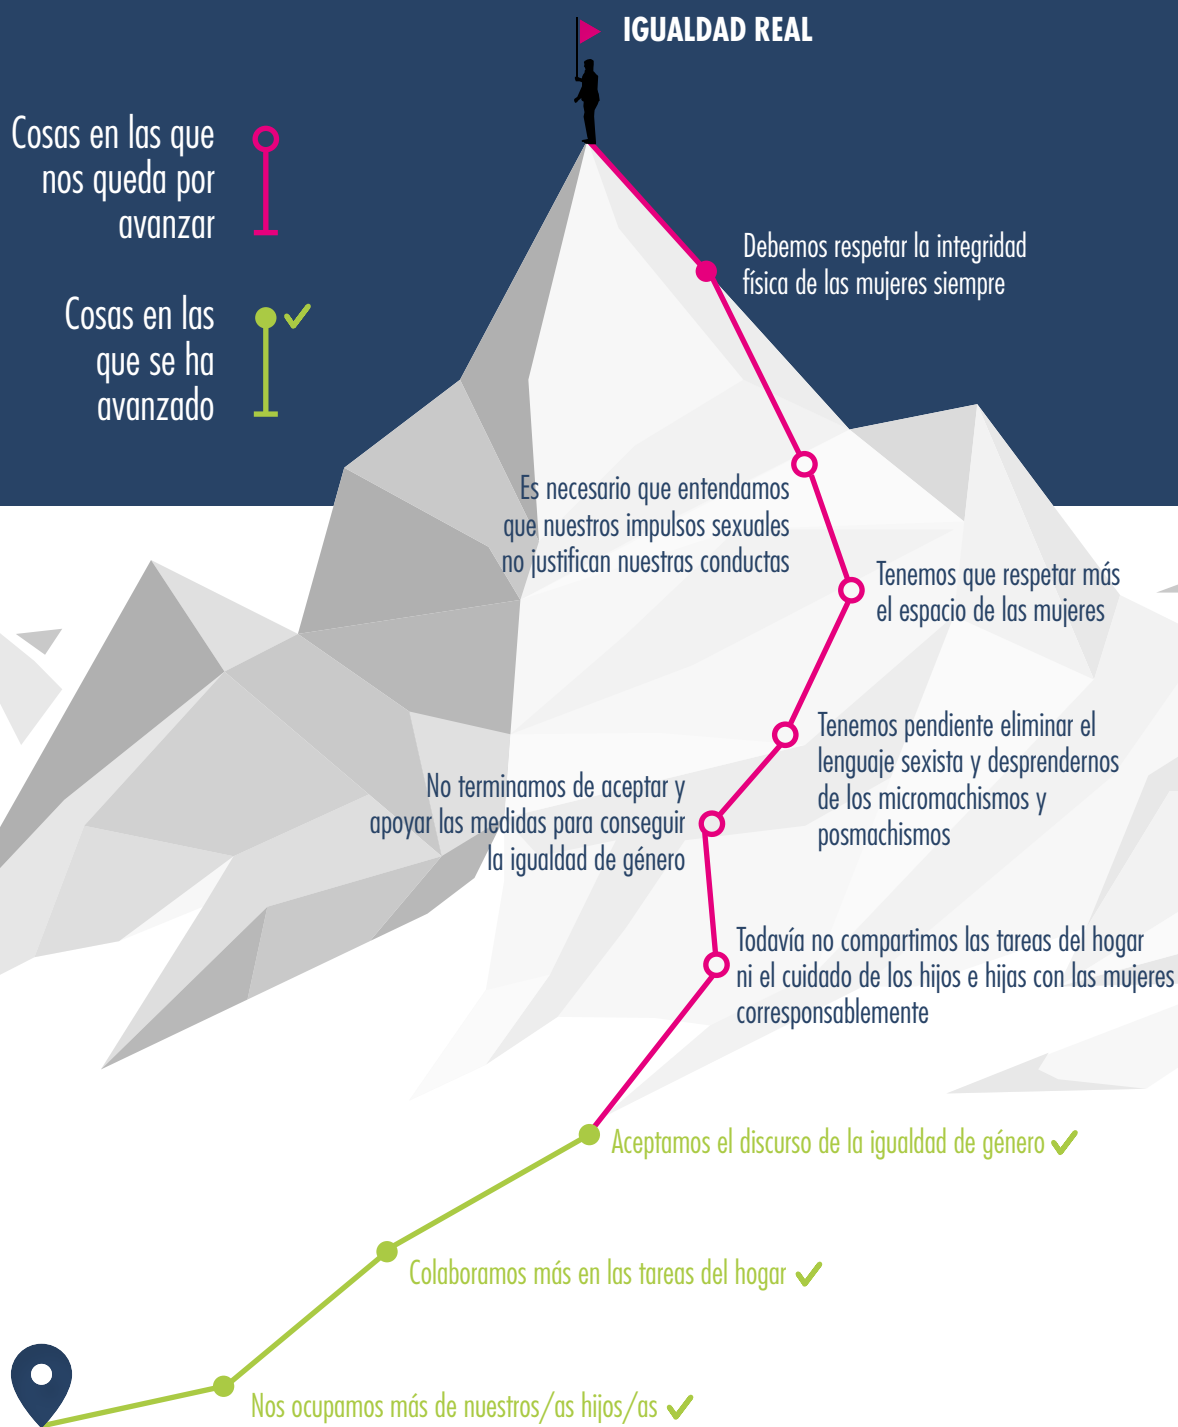 IGUALDAD REAL
Cosas en las que
nos queda por
avanzar
Cosas en las
que se ha
avanzado
Debemos respetar la integridad
física de las mujeres siempre
Es necesario que entendamos
que nuestros impulsos sexuales
no justifican nuestras conductas
Tenemos que respetar más
el espacio de las mujeres
Tenemos pendiente eliminar el
lenguaje sexista y desprendernos
de los micromachismos y
posmachismos
No terminamos de aceptar y
apoyar las medidas para conseguir
la igualdad de género
Todavía no compartimos las tareas del hogar
ni el cuidado de los hijos e hijas con las mujeres
corresponsablemente
Aceptamos el discurso de la igualdad de género
Colaboramos más en las tareas del hogar
Nos ocupamos más de nuestros/as hijos/as